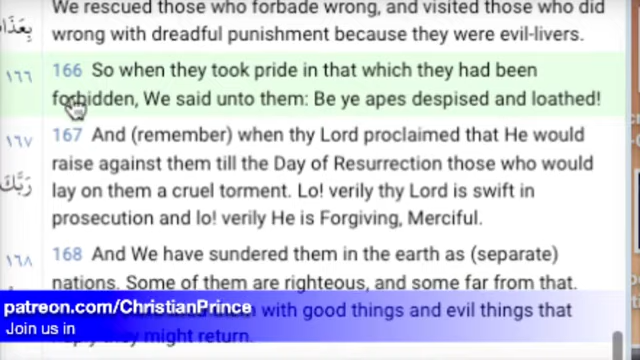 We rescued those who forbade wrong, and visited those who did
wrong with dreadful punishment because they were evil-livers.
١٦٦
166 So when they took pride in that which they had been
forbidden, We said unto them: Be ye apes despised and loathed!
١٦٧
167 And (remember) when thy Lord proclaimed that He would
raise against them till the Day of Resurrection those who would
رَبَّكَ
lay on them a cruel torment. Lo! verily thy Lord is swift in
prosecution and lo! verily He is Forgiving, Merciful.
١٦٨
168 And We have sundered them in the earth as (separate)
nations. Some of them are righteous, and some far from that.
with good things and evil things that
they might return.
patreon.com/ChristianPrince
Join us in